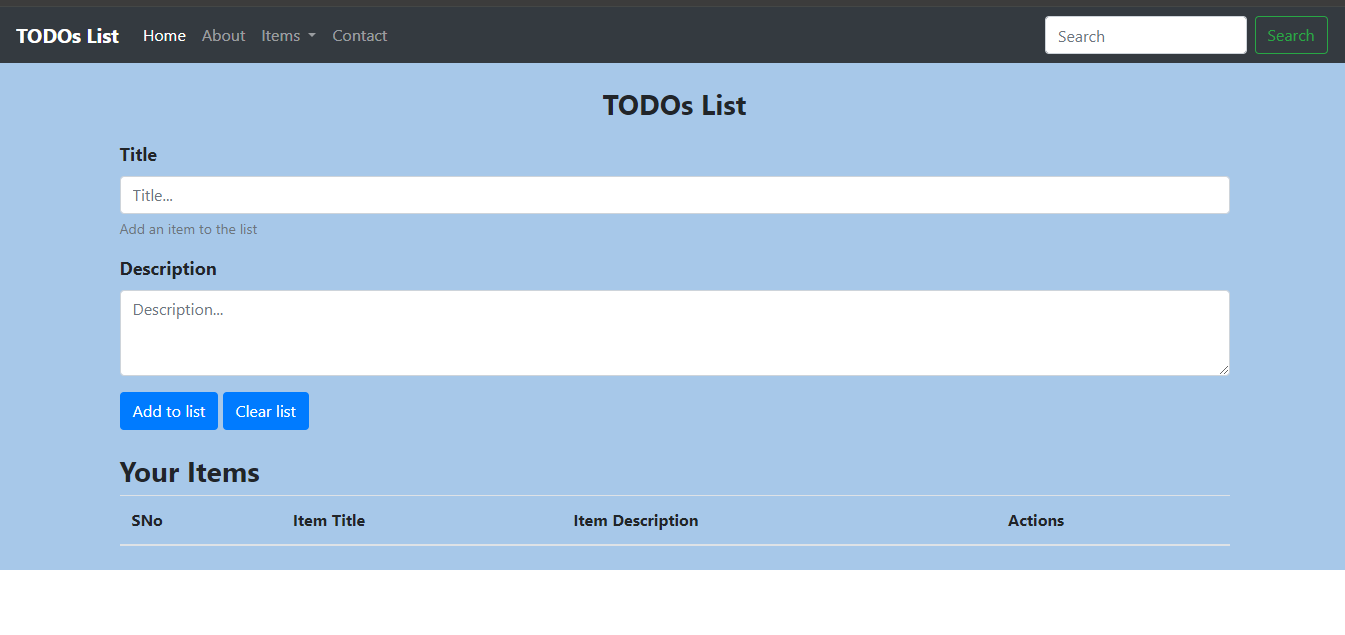 TODOs List Home About Items Contact Search Search
TODOs List
Title
Title...
Add an item to the list
Description
Description...
Add to list Clear list
Your Items
SNo Item Title Item Description Actions